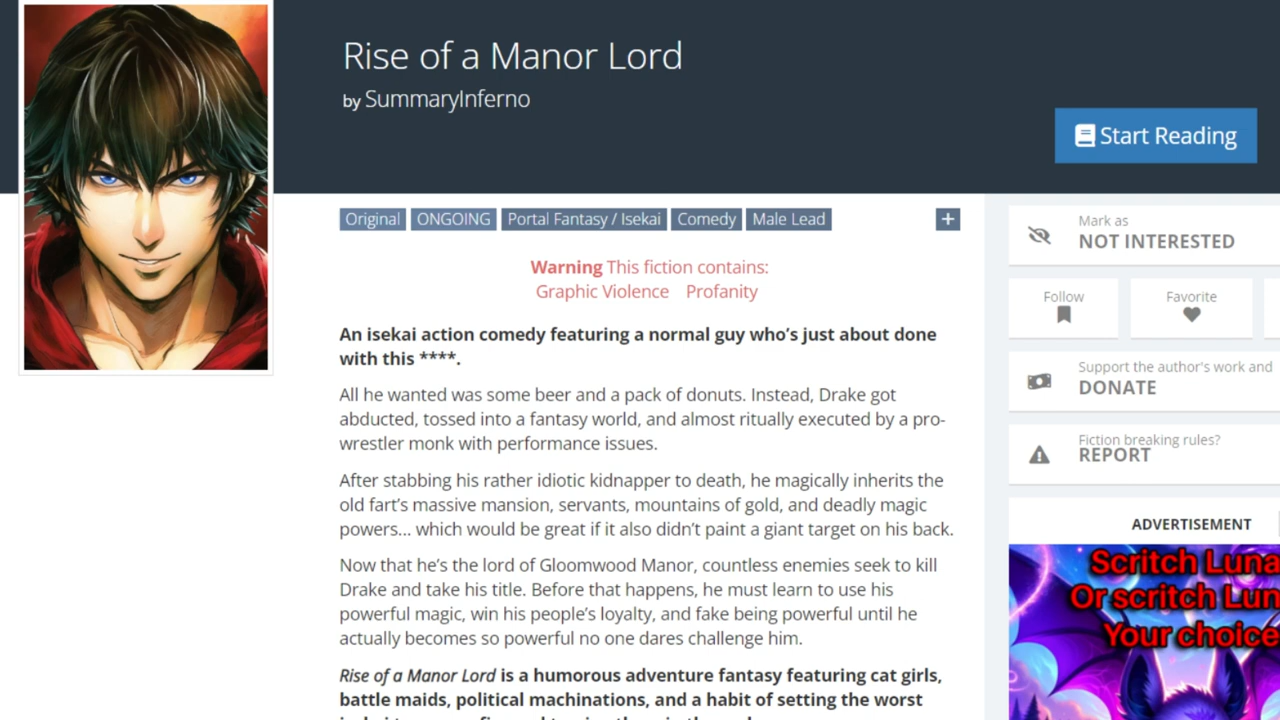 Rise of a Manor Lord
by SummaryInferno
Start Reading
Original ONGOING Portal Fantasy / Isekai Comedy Male Lead +
Warning This fiction contains:
Graphic Violence Profanity
An isekai action comedy featuring a normal guy who's just about done
with this ****.
All he wanted was some beer and a pack of donuts. Instead, Drake got
abducted, tossed into a fantasy world, and almost ritually executed by a pro-
wrestler monk with performance issues.
After stabbing his rather idiotic kidnapper to death, he magically inherits the
old fart's massive mansion, servants, mountains of gold, and deadly magic
powers... which would be great if it also didn't paint a giant target on his back.
Now that he's the lord of Gloomwood Manor, countless enemies seek to kill
Drake and take his title. Before that happens, he must learn to use his
powerful magic, win his people's loyalty, and fake being powerful until he
actually becomes so powerful no one dares challenge him.
Rise of a Manor Lord is a humorous adventure fantasy featuring cat girls,
battle maids, political machinations, and a habit of setting the worst
Mark as
NOT INTERESTED
Follow
Favorite
Support the author's work and
DONATE
Fiction breaking rules?
REPORT
ADVERTISEMENT
Scritch Luna
Or scritch Lun
Your choice